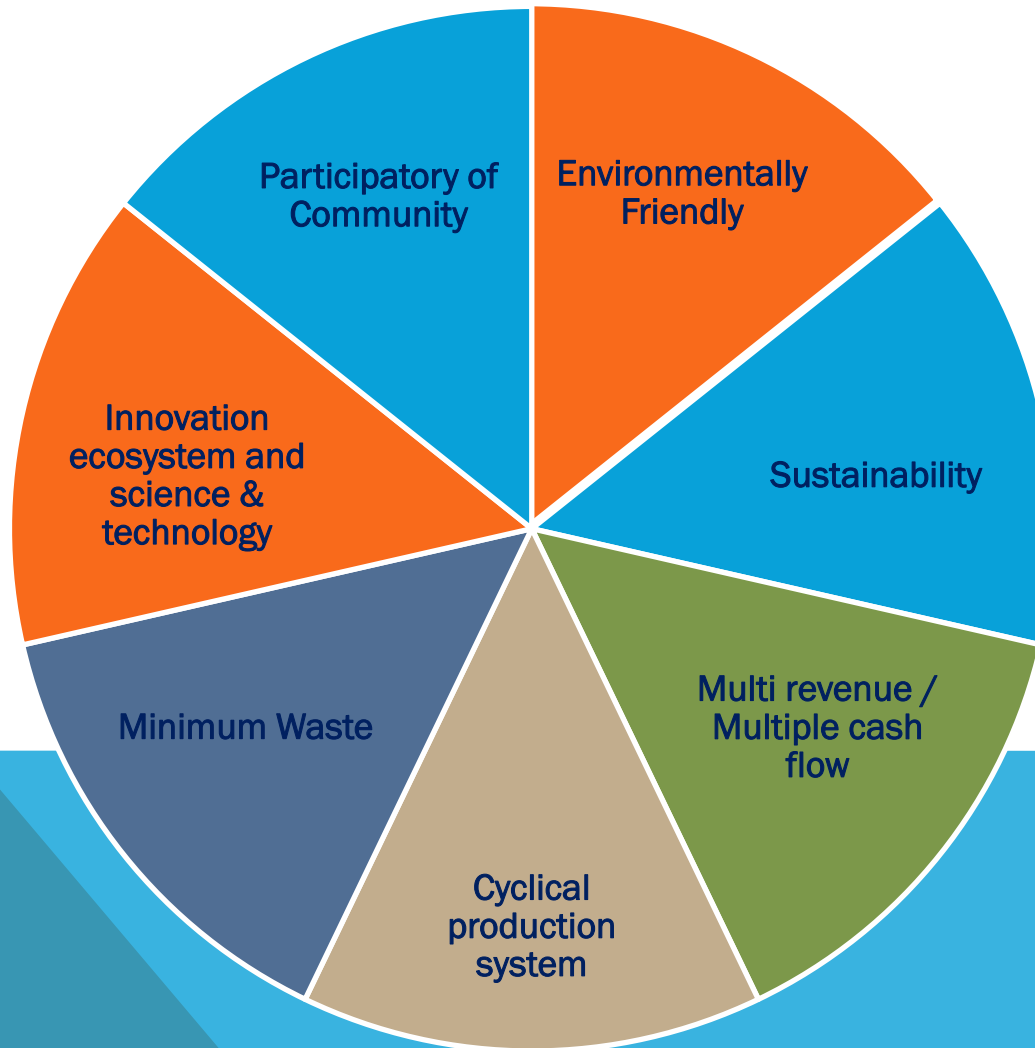 Participatory of
Community
Environmentally
Friendly
Innovation
ecosystem and
science &
technology
Sustainability
Multi revenue /
Multiple cash
flow
Minimum Waste
Cyclical
production
system